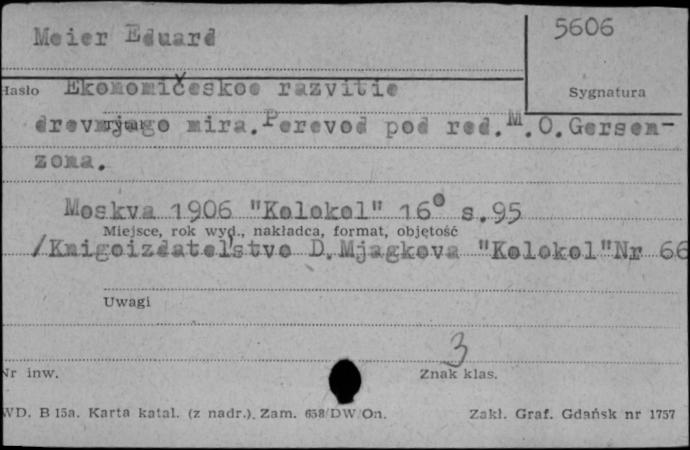 Meier Eduard
5606
Hasło
Sygnatura
Ekonomičeskoe razvitie
Tytuł
drevnjago mira. Perevod pod red. M.O.Geršen-
zona.
Moskva 1906 "Kolokol" 16° s.95
Miejsce, rok wyd., nakładca, format, objętość
/Knigoizdatel'stvo D.Mjagkova "Kolokol" Nr 66
Uwagi
3
Nr inw.
Znak klas.
WD. B 15a. Karta katal. (z nadr.). Zam. 658/DW/On.
Zakł. Graf. Gdańsk nr 1757